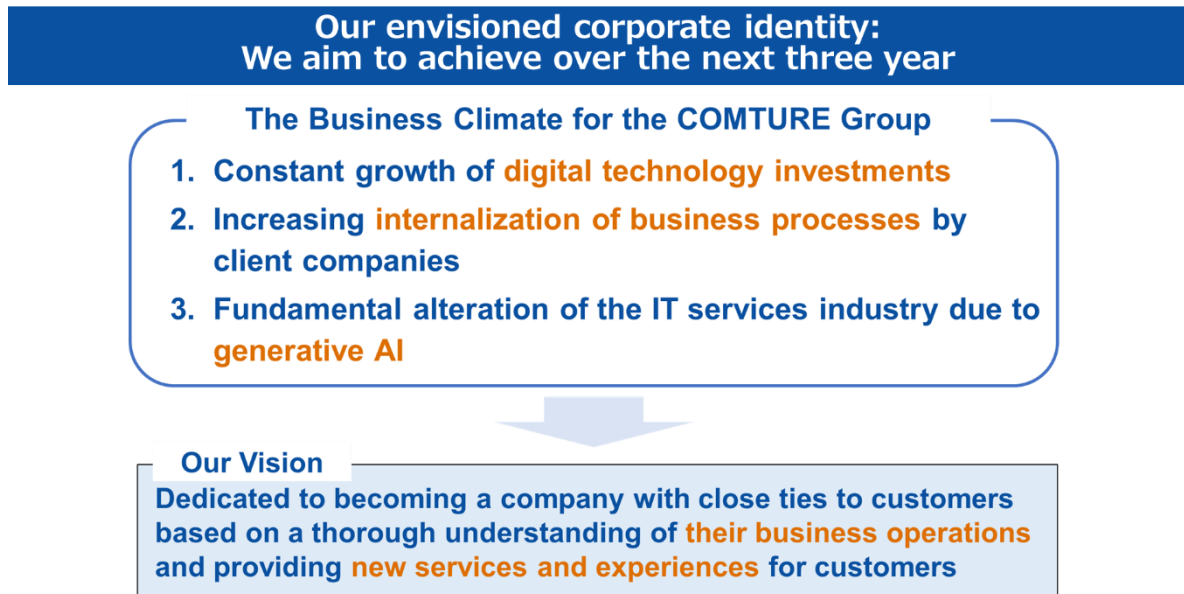 Our envisioned corporate identity:
We aim to achieve over the next three year
The Business Climate for the COMTURE Group
1. Constant growth of digital technology investments
2. Increasing internalization of business processes by
client companies
3. Fundamental alteration of the IT services industry due to
generative AI
Our Vision
Dedicated to becoming a company with close ties to customers
based on a thorough understanding of their business operations
and providing new services and experiences for customers